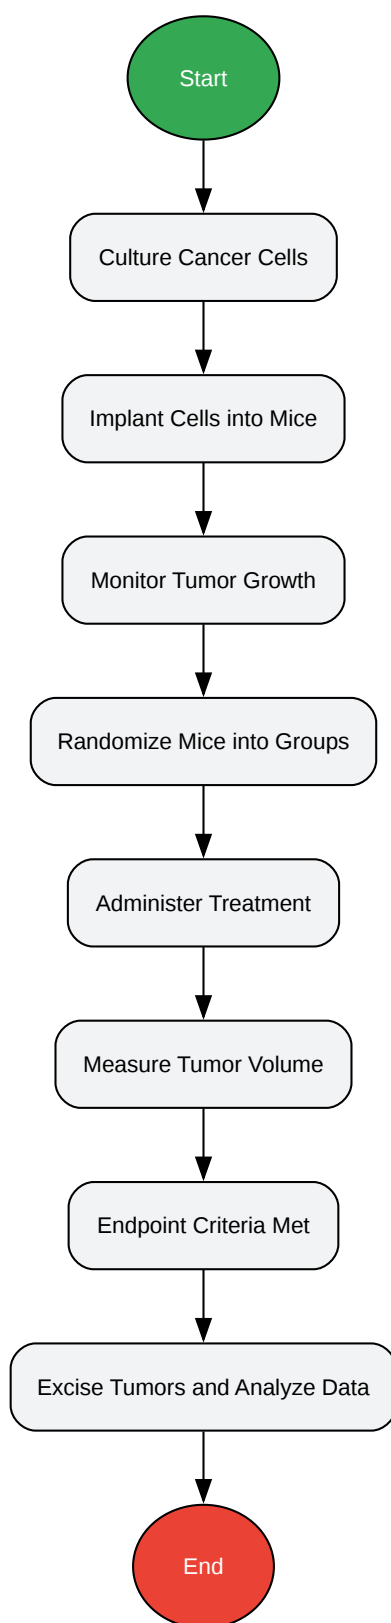 Start
Culture Cancer Cells
Implant Cells into Mice
Monitor Tumor Growth
Randomize Mice into Groups
Administer Treatment
Measure Tumor Volume
Endpoint Criteria Met
Excise Tumors and Analyze Data
End